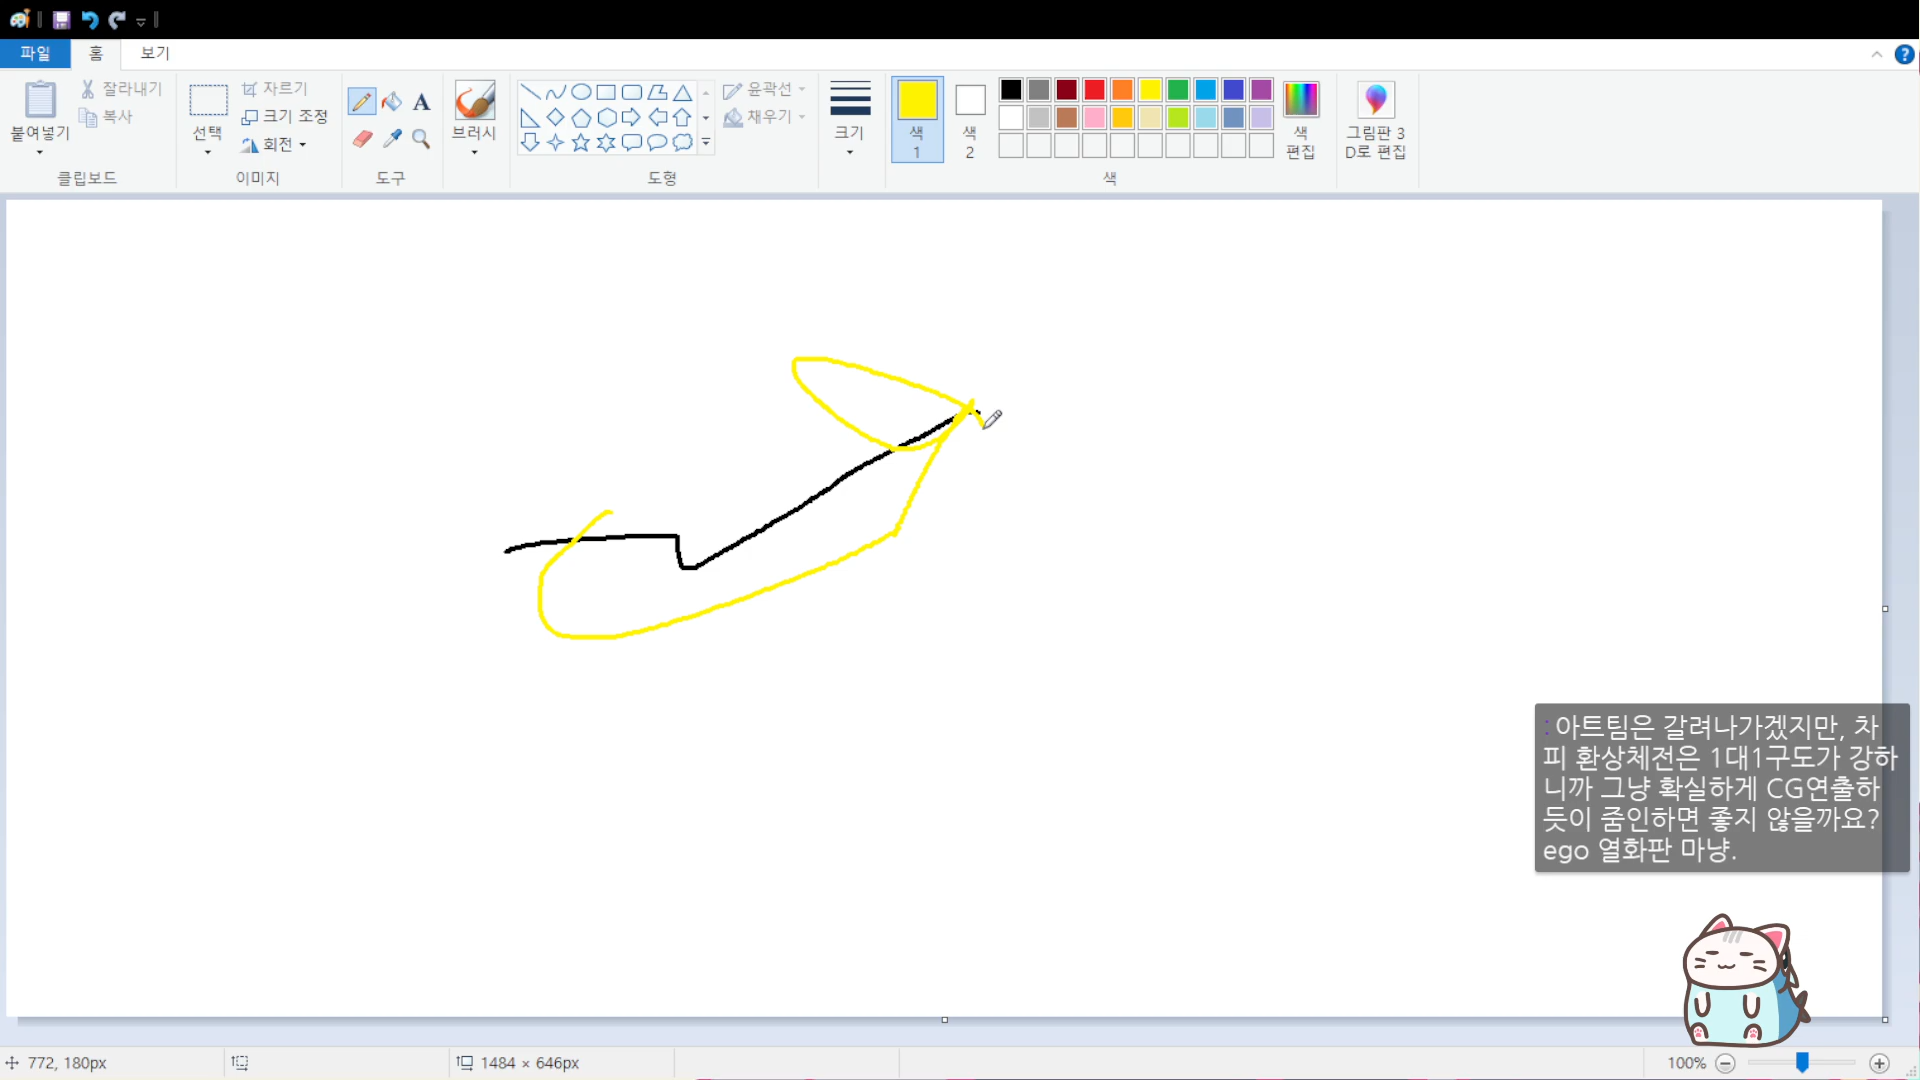 파일
홈
보기
붙여넣기
잘라내기
복사
클립보드
선택
자르기
크기 조정
회전
이미지
A
도구
브러시
윤곽선
채우기
도형
크기
색
1
색
2
색
편집
색
그림판 3
D로 편집
?
: 아트팀은 갈려나가겠지만, 차
피 환상체전은 1대1구도가 강하
니까 그냥 확실하게 CG연출하
듯이 줌인하면 좋지 않을까요?
ego 열화판 마냥.
772, 180px
1484 × 646px
100%